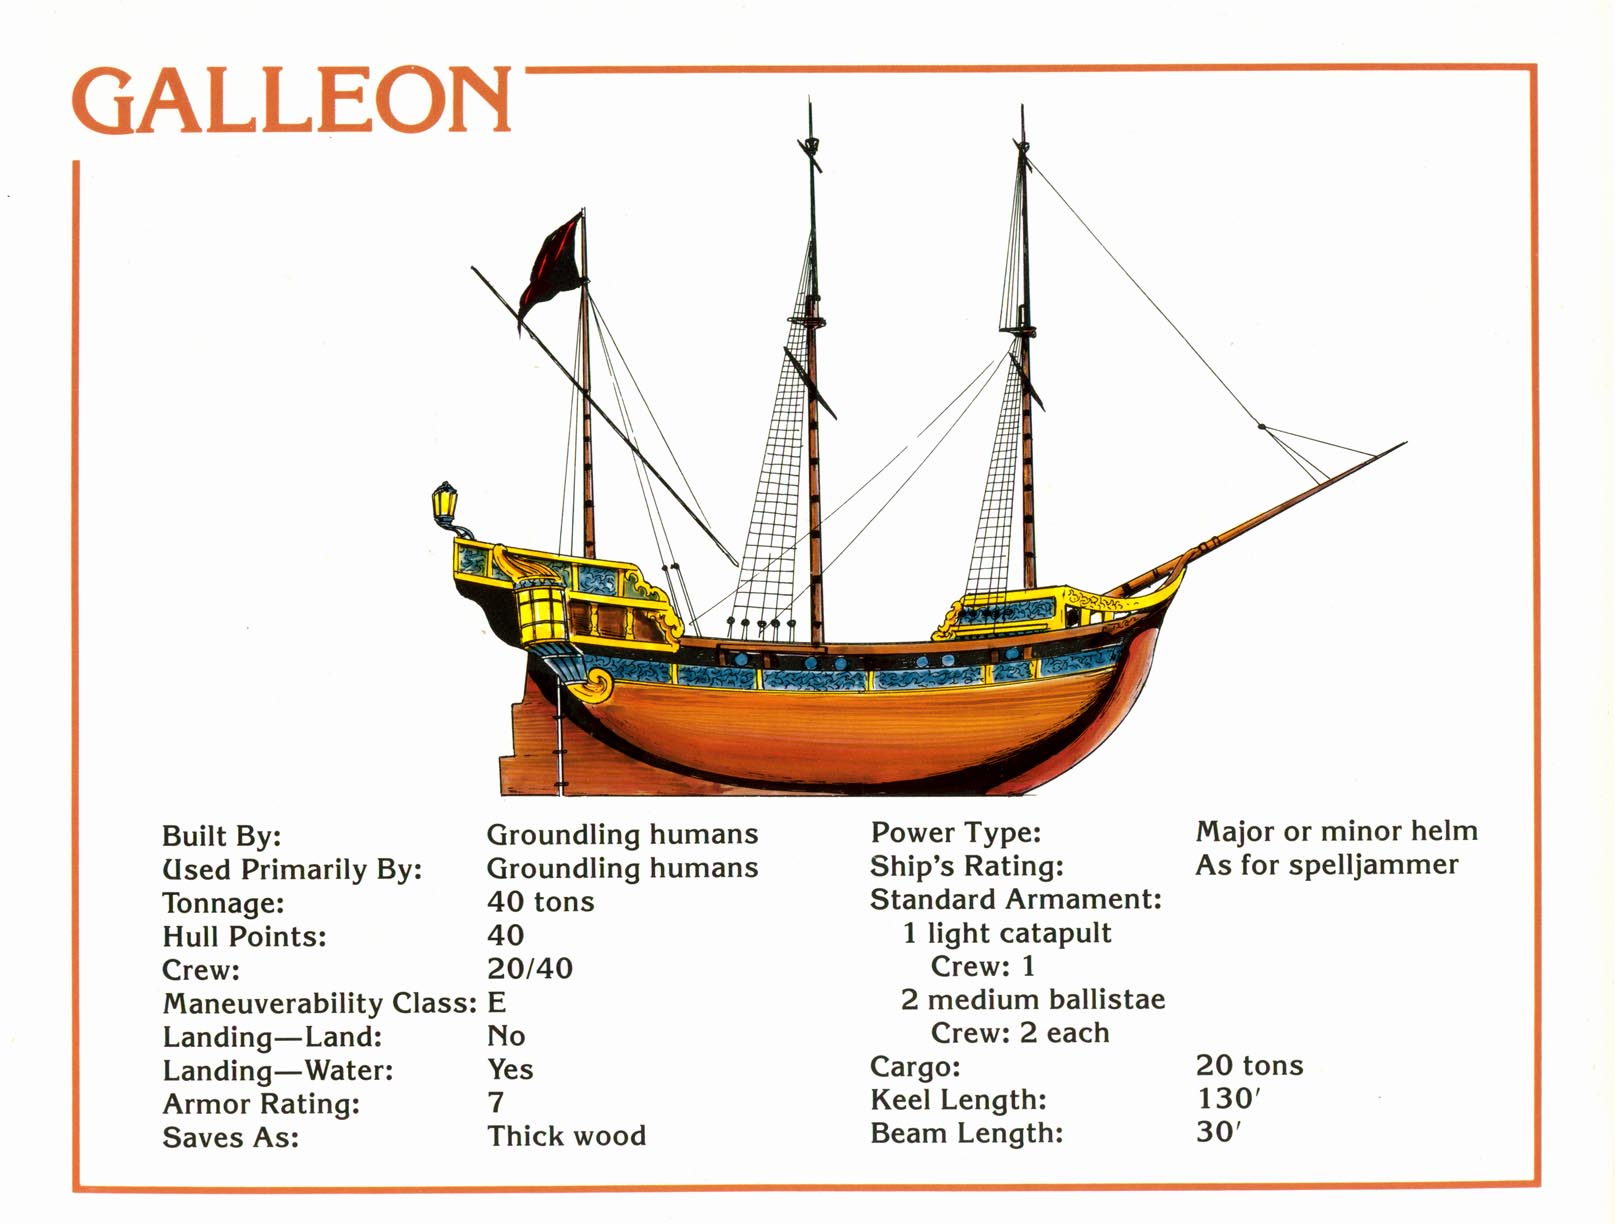 GALLEON
Built By: Groundling humans
Used Primarily By: Groundling humans
Tonnage: 40 tons
Hull Points: 40
Crew: 20/40
Maneuverability Class: E
Landing—Land: No
Landing—Water: Yes
Armor Rating: 7
Saves As: Thick wood
Power Type: Major or minor helm
Ship's Rating: As for spelljammer
Standard Armament:
1 light catapult
Crew: 1
2 medium ballistae
Crew: 2 each
Cargo: 20 tons
Keel Length: 130′
Beam Length: 30′